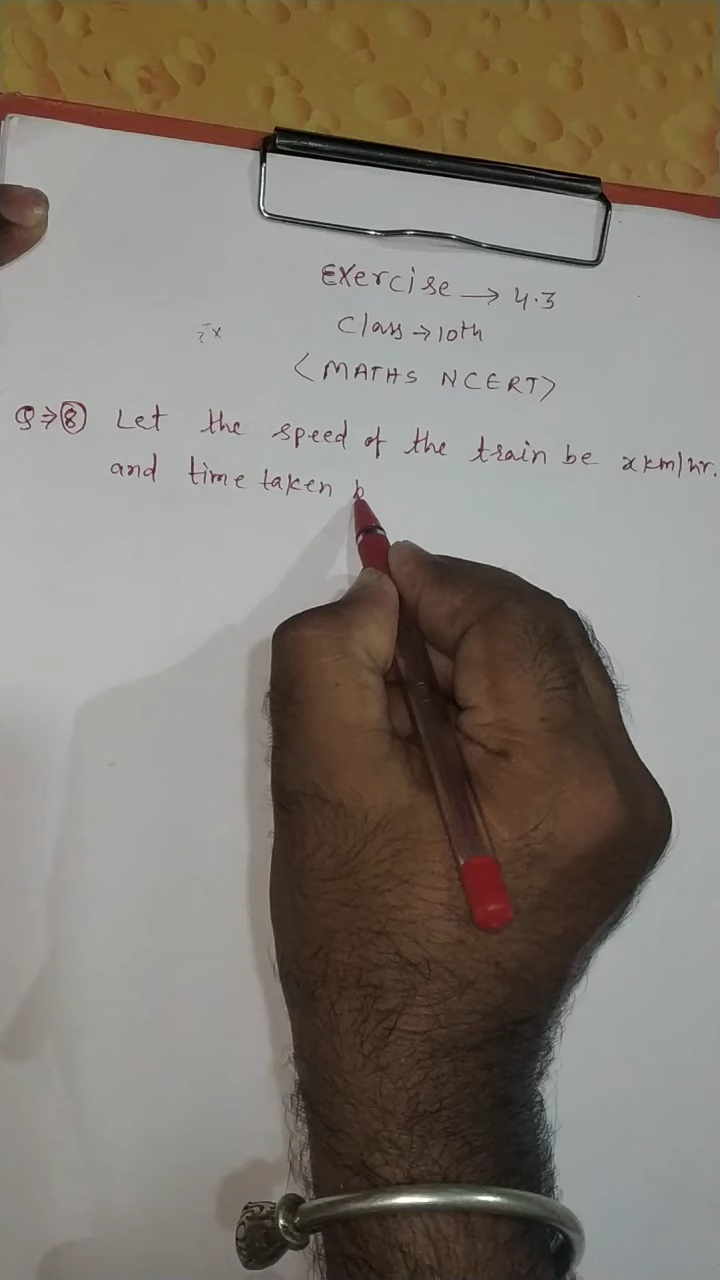 Exercise → 4.3
Class → 10th
<MATHS NCERT>
Q ⇒ ⑧ Let the speed of the train be x km/hr.
and time taken b